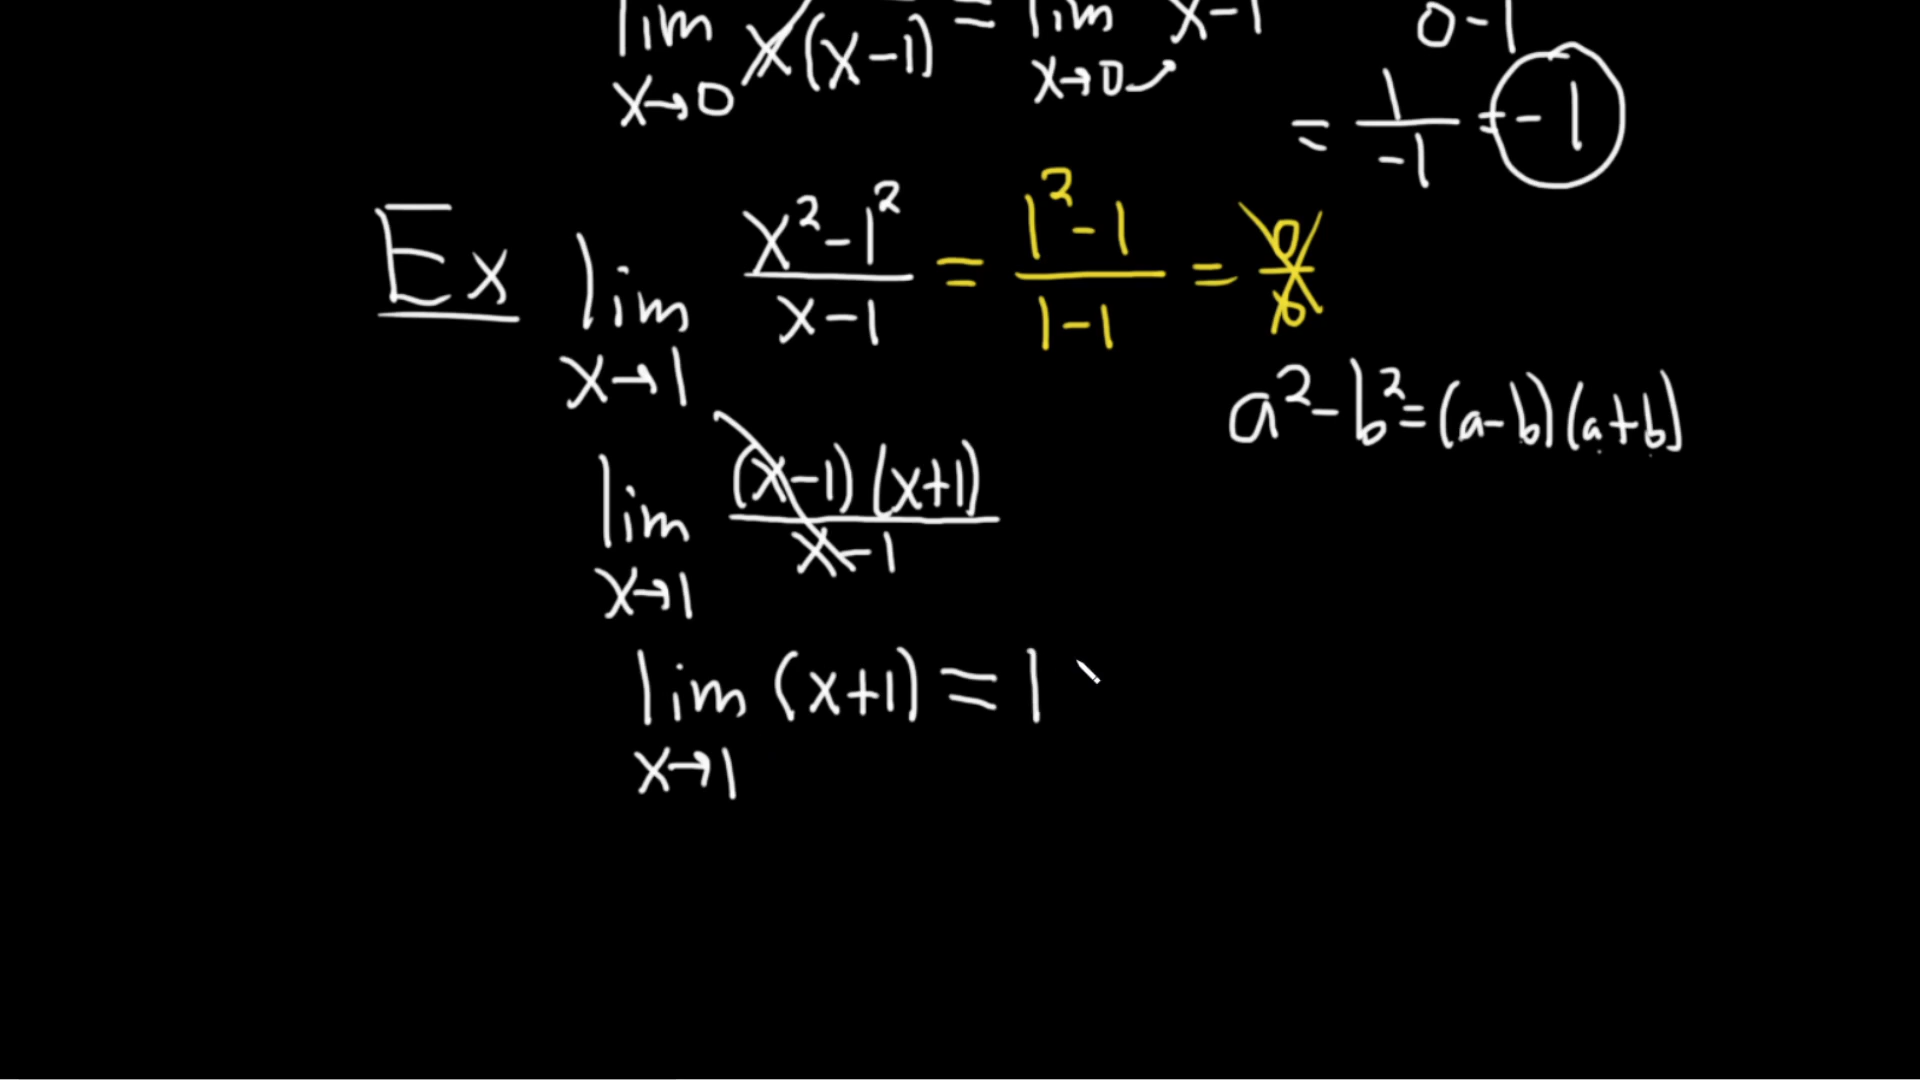 lim x(x-1) = lim x-1 0-1
x→0 x→0
= 1/-1 = -1
Ex lim x²-1²/x-1 = 1²-1/1-1 = 0/0
x→1
a²-b²=(a-b)(a+b)
lim (x-1)(x+1)/x-1
x→1
lim (x+1) = 1
x→1